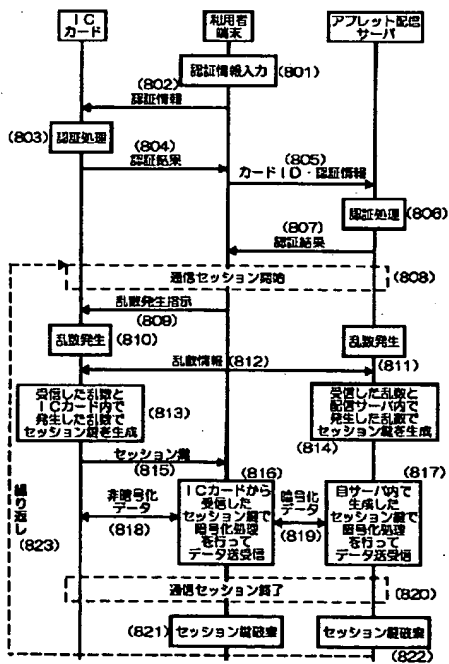 ICカード
利用者端末
アプレット配信サーバ
認証情報入力 (801)
(802)
認証情報
(803) 認証処理
(804)
認証結果
(805)
カードID・認証情報
認証処理 (806)
(807)
認証結果
通信セッション開始 (808)
乱数発生指示
(809)
乱数発生 (810)
乱数発生
(811)
乱数情報 (812)
受信した乱数と
ICカード内で
発生した乱数で
セッション鍵を生成
(813)
受信した乱数と
配信サーバ内で
発生した乱数で
セッション鍵を生成
(814)
セッション鍵
(815)
(816)
ICカードから
受信した
セッション鍵で
暗号化処理
を行って
データ送受信
(817)
自サーバ内で
生成した
セッション鍵で
暗号化処理
を行って
データ送受信
非暗号化
データ
(818)
暗号化
データ
(819)
繰り返し
(823)
通信セッション終了 (820)
(821) セッション鍵破棄
セッション鍵破棄
(822)